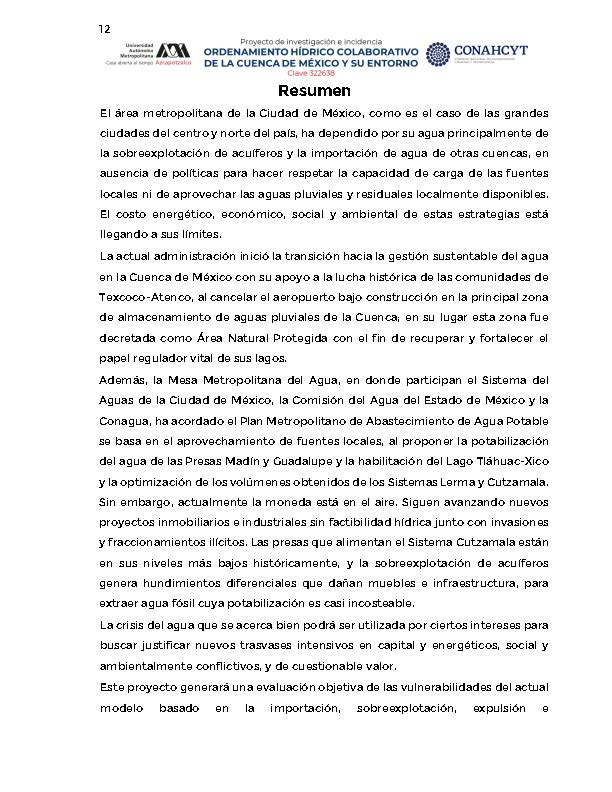 12
Universidad
Autónoma
Metropolitana
Casa abierta al tiempo Azcapotzalco
Proyecto de investigación e incidencia
ORDENAMIENTO HÍDRICO COLABORATIVO
DE LA CUENCA DE MÉXICO Y SU ENTORNO
Clave 322638
CONAHCYT
Resumen
El área metropolitana de la Ciudad de México, como es el caso de las grandes
ciudades del centro y norte del país, ha dependido por su agua principalmente de
la sobreexplotación de acuíferos y la importación de agua de otras cuencas, en
ausencia de políticas para hacer respetar la capacidad de carga de las fuentes
locales ni de aprovechar las aguas pluviales y residuales localmente disponibles.
El costo energético, económico, social y ambiental de estas estrategias está
llegando a sus límites.
La actual administración inició la transición hacia la gestión sustentable del agua
en la Cuenca de México con su apoyo a la lucha histórica de las comunidades de
Texcoco-Atenco, al cancelar el aeropuerto bajo construcción en la principal zona
de almacenamiento de aguas pluviales de la Cuenca; en su lugar esta zona fue
decretada como Área Natural Protegida con el fin de recuperar y fortalecer el
papel regulador vital de sus lagos.
Además, la Mesa Metropolitana del Agua, en donde participan el Sistema del
Aguas de la Ciudad de México, la Comisión del Agua del Estado de México y la
Conagua, ha acordado el Plan Metropolitano de Abastecimiento de Agua Potable
se basa en el aprovechamiento de fuentes locales, al proponer la potabilización
del agua de las Presas Madín y Guadalupe y la habilitación del Lago Tláhuac-Xico
y la optimización de los volúmenes obtenidos de los Sistemas Lerma y Cutzamala.
Sin embargo, actualmente la moneda está en el aire. Siguen avanzando nuevos
proyectos inmobiliarios e industriales sin factibilidad hídrica junto con invasiones
y fraccionamientos ilícitos. Las presas que alimentan el Sistema Cutzamala están
en sus niveles más bajos históricamente, y la sobreexplotación de acuíferos
genera hundimientos diferenciales que dañan muebles e infraestructura, para
extraer agua fósil cuya potabilización es casi incosteable.
La crisis del agua que se acerca bien podrá ser utilizada por ciertos intereses para
buscar justificar nuevos trasvases intensivos en capital y energéticos, social y
ambientalmente conflictivos, y de cuestionable valor.
Este proyecto generará una evaluación objetiva de las vulnerabilidades del actual
modelo basado en la importación, sobreexplotación, expulsión e